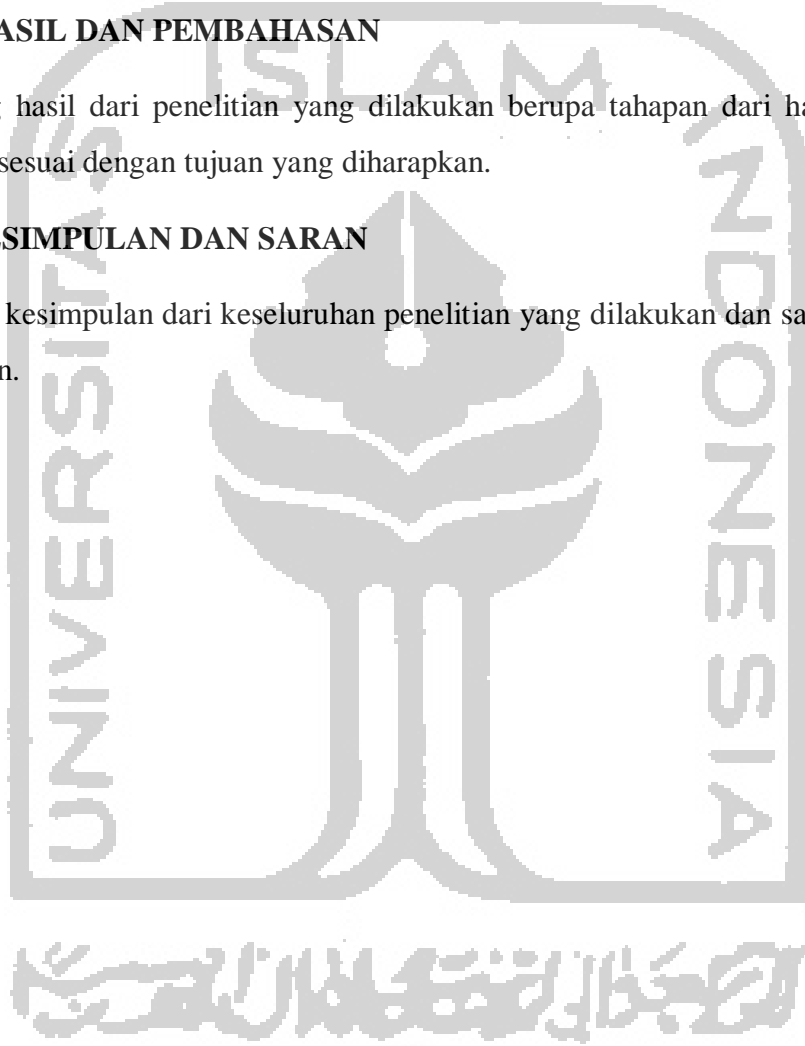 ASIL DAN PEMBAHASAN
hasil dari penelitian yang dilakukan berupa tahapan dari ha
sesuai dengan tujuan yang diharapkan.
ESIMPULAN DAN SARAN
kesimpulan dari keseluruhan penelitian yang dilakukan dan sa
n.
ISLAM
UNIVERSITAS
INDONESIA